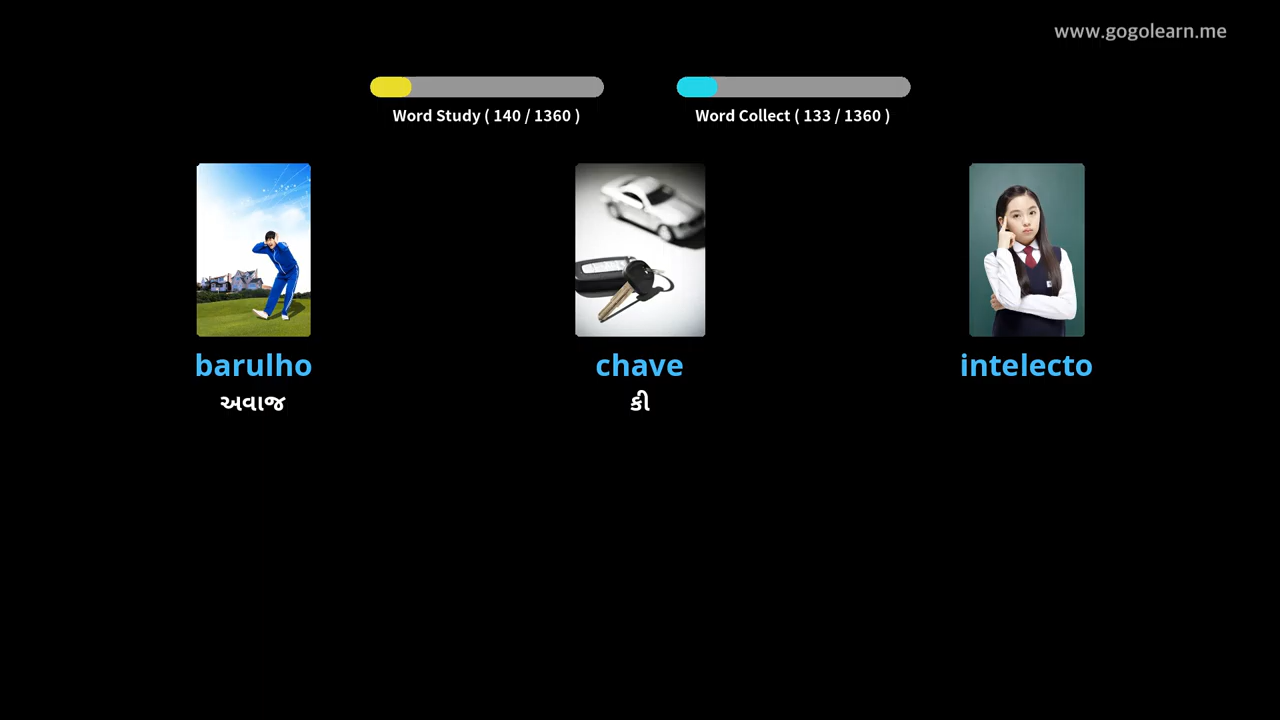 www.gogolearn.me
Word Study ( 140 / 1360 )
Word Collect ( 133 / 1360 )
barulho
chave
intelecto
અવાજ
કી